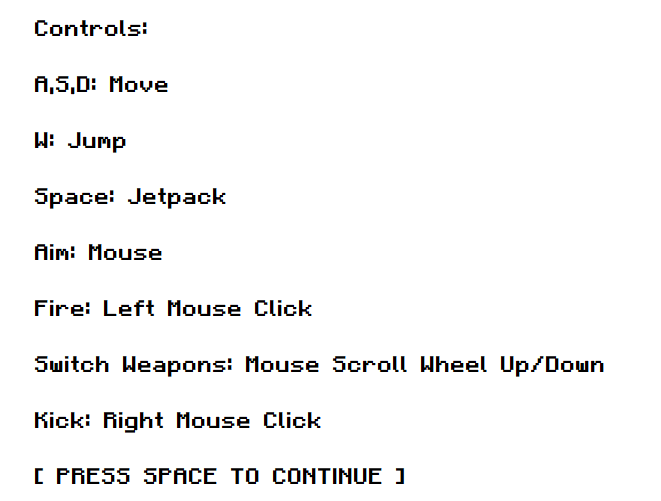 Controls:
A,S,D: Move
W: Jump
Space: Jetpack
Aim: Mouse
Fire: Left Mouse Click
Switch Weapons: Mouse Scroll Wheel Up/Down
Kick: Right Mouse Click
[ PRESS SPACE TO CONTINUE ]